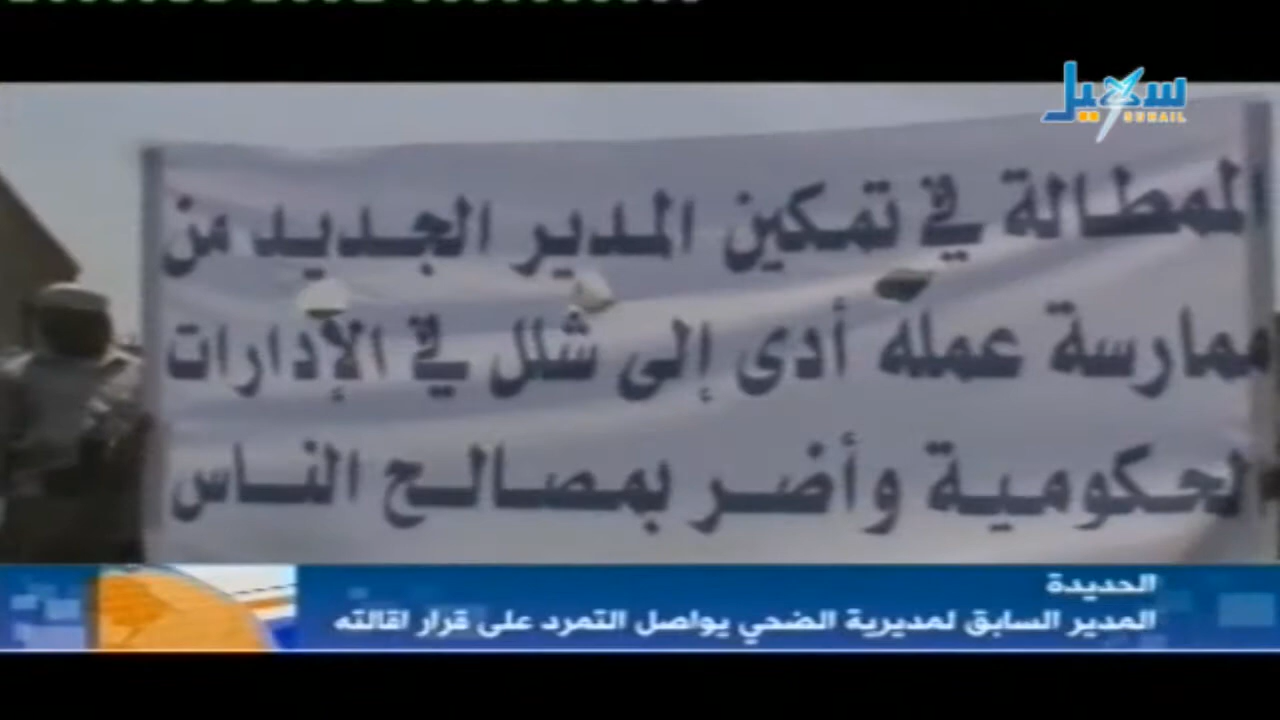 سهيل
SUHAIL
المطالة في تمكين المدير الجديد من
ممارسة عمله أدى إلى شلل في الإدارات
الحكومية وأضر بمصالح الناس
الحديدة
المدير السابق لمديرية الضحي يواصل التمرد على قرار اقالته